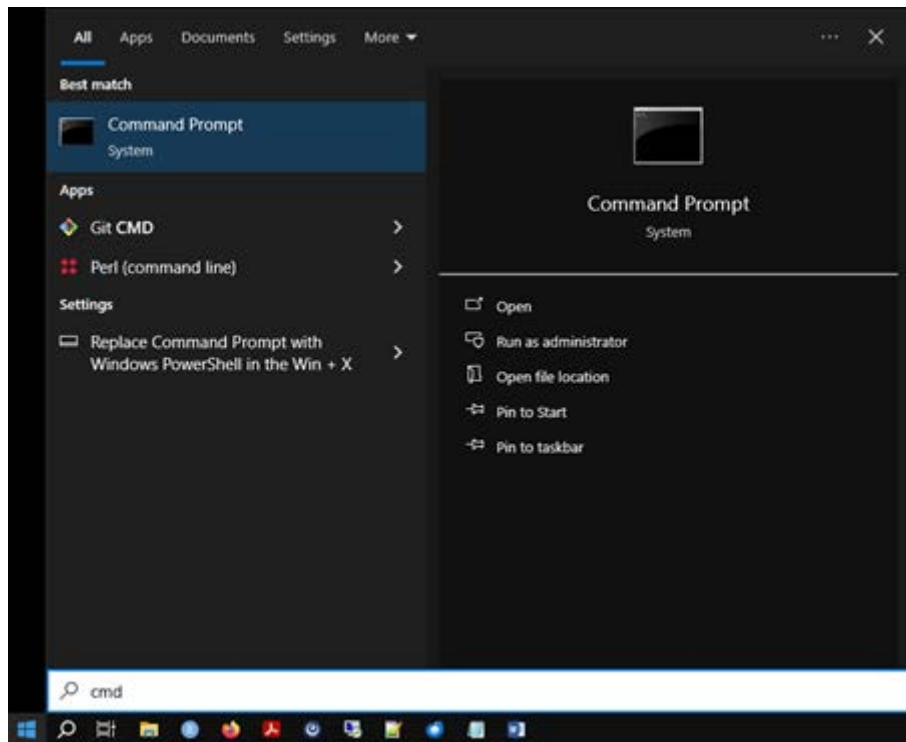 All Apps Documents Settings More
Best match
Command Prompt
System
Apps
Git CMD
Perl (command line)
Settings
Replace Command Prompt with
Windows PowerShell in the Win + X
Command Prompt
System
Open
Run as administrator
Open file location
Pin to Start
Pin to taskbar
cmd